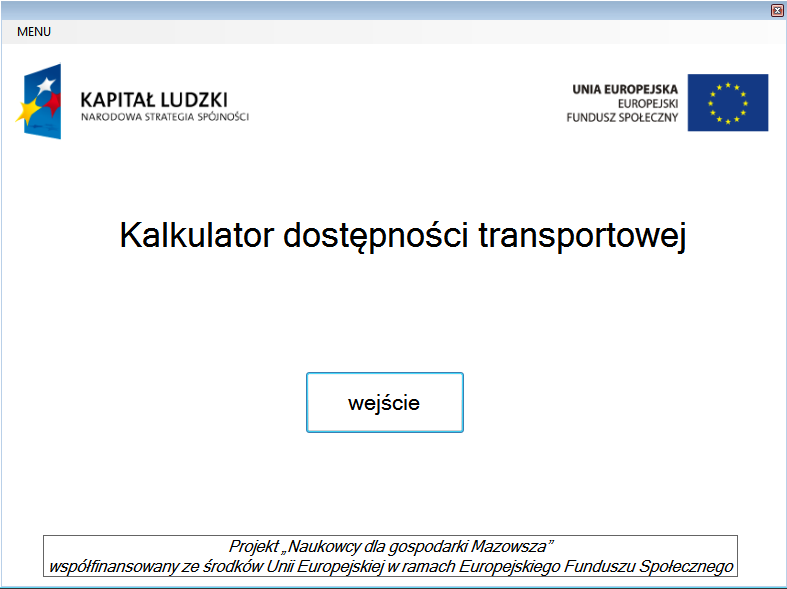 MENU
KAPITAŁ LUDZKI
NARODOWA STRATEGIA SPÓJNOŚCI
UNIA EUROPEJSKA
EUROPEJSKI
FUNDUSZ SPOŁECZNY
Kalkulator dostępności transportowej
wejście
Projekt „Naukowcy dla gospodarki Mazowsza”
współfinansowany ze środków Unii Europejskiej w ramach Europejskiego Funduszu Społecznego